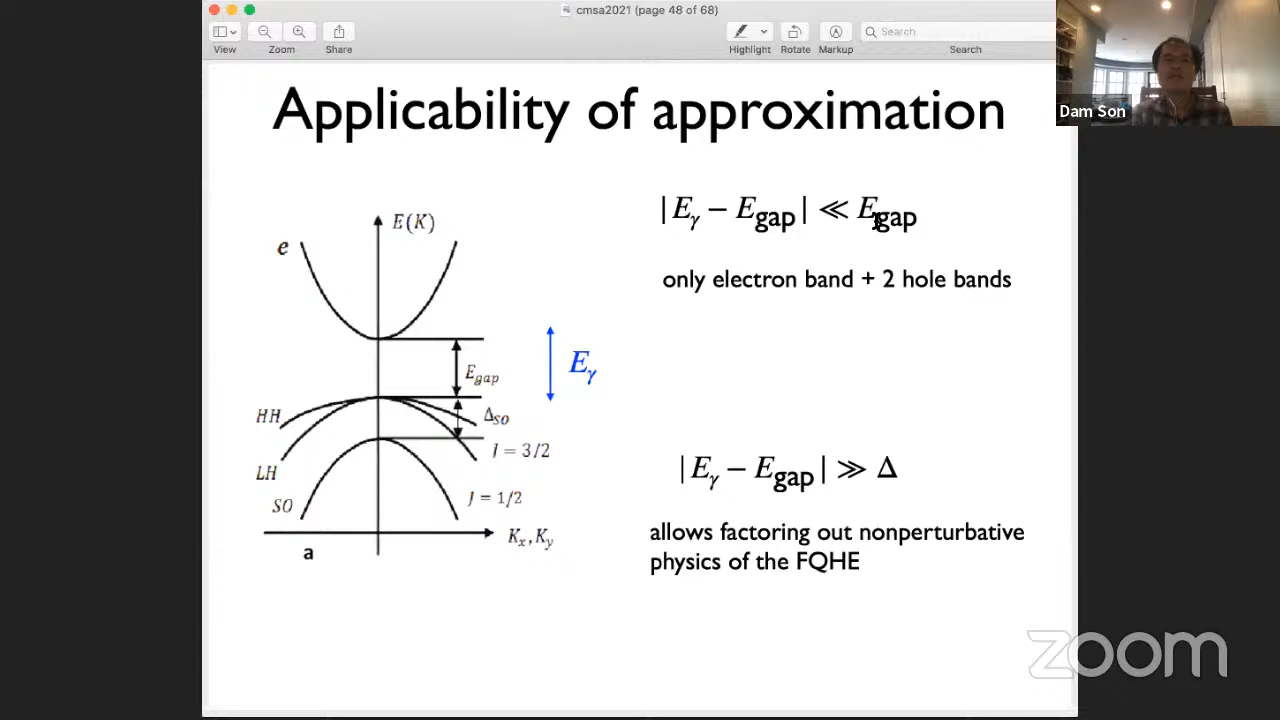 cmsa2021 (page 48 of 68)
View
Zoom
Share
Highlight
Rotate
Markup
Search
Search
Dam Son
Applicability of approximation
|Eγ − Egap| ≪ Egap
only electron band + 2 hole bands
E(K)
e
Egap
Eγ
HH
ΔSO
LH
J = 3/2
SO
J = 1/2
Kx, Ky
a
|Eγ − Egap| ≫ Δ
allows factoring out nonperturbative
physics of the FQHE
zoom